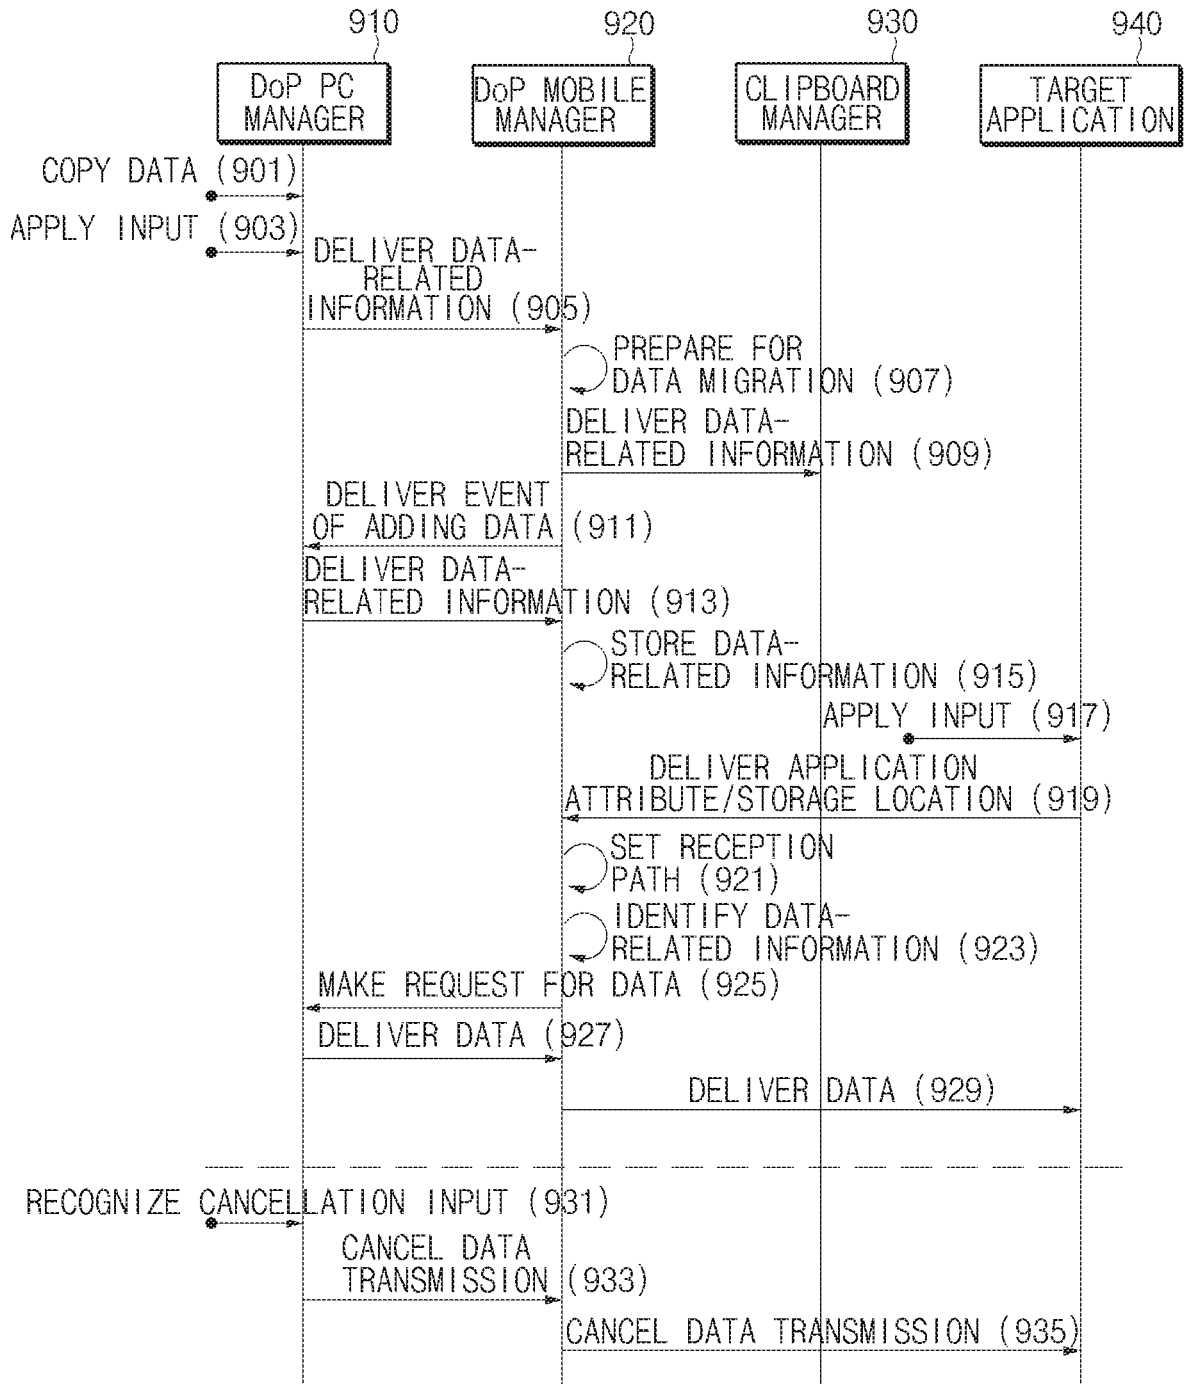 910
920
930
940
DoP PC
MANAGER
DoP MOBILE
MANAGER
CLIPBOARD
MANAGER
TARGET
APPLICATION
COPY DATA (901)
APPLY INPUT (903)
DELIVER DATA-
RELATED
INFORMATION (905)
PREPARE FOR
DATA MIGRATION (907)
DELIVER DATA-
RELATED INFORMATION (909)
DELIVER EVENT
OF ADDING DATA (911)
DELIVER DATA-
RELATED INFORMATION (913)
STORE DATA-
RELATED INFORMATION (915)
APPLY INPUT (917)
DELIVER APPLICATION
ATTRIBUTE/STORAGE LOCATION (919)
SET RECEPTION
PATH (921)
IDENTIFY DATA-
RELATED INFORMATION (923)
MAKE REQUEST FOR DATA (925)
DELIVER DATA (927)
DELIVER DATA (929)
RECOGNIZE CANCELLATION INPUT (931)
CANCEL DATA
TRANSMISSION (933)
CANCEL DATA TRANSMISSION (935)